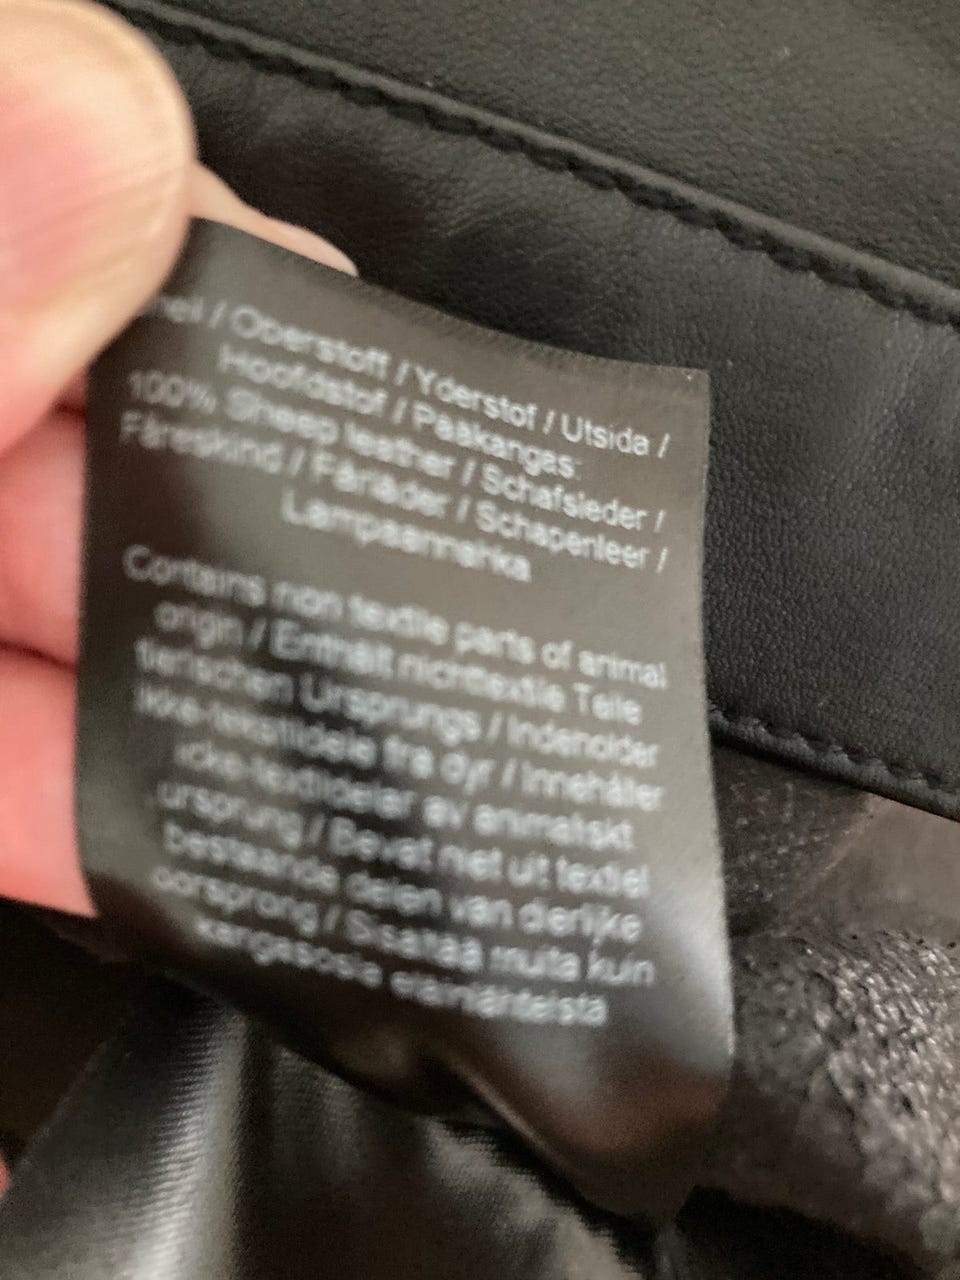 / Oberstoff / Yderstof / Utsida /
Hoofdstof / Pääkangas:
100% Sheep leather / Schafsleder /
Fåreskind / Fårläder / Schapenleer /
Lampaannahka
Contains non textile parts of animal
origin / Enthält nichttextile Teile
tierischen Ursprungs / Indeholder
ikke-tekstildele fra dyr / Innehåller
icke-textildelar av animaliskt
ursprung / Bevat niet uit textiel
bestaande delen van dierlijke
oorsprong / Sisältää muita kuin
kangasosia eläinlähteistä